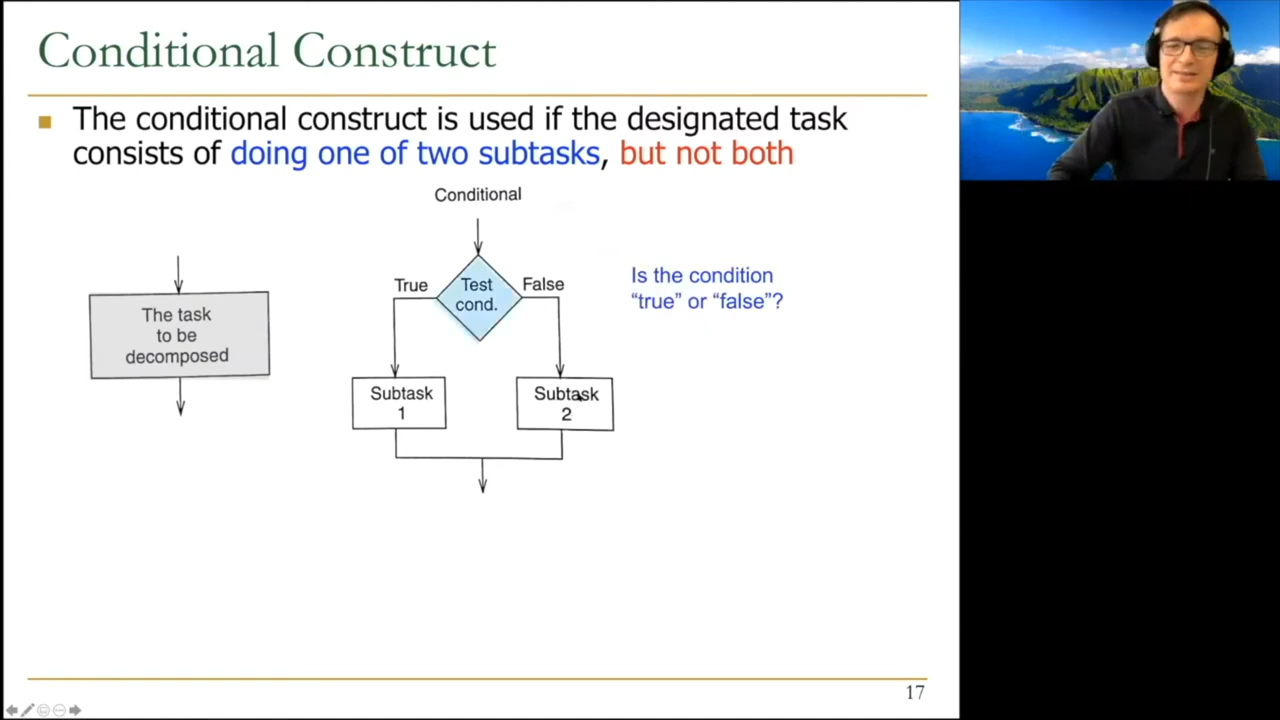 Conditional Construct
The conditional construct is used if the designated task
consists of doing one of two subtasks, but not both
Conditional
The task
to be
decomposed
True
Test
cond.
False
Subtask
1
Subtask
2
Is the condition
“true” or “false”?
17